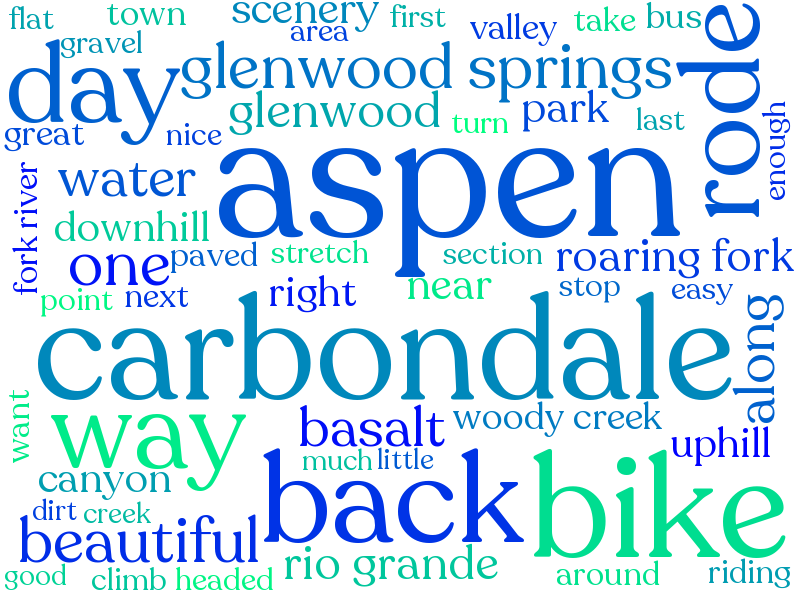 flat
town
scenery
first
valley
take
bus
gravel
area
day
glenwood springs
rode
great
nice
glenwood
turn
park
last
enough
fork river
water
aspen
downhill
one
paved
stretch
section
roaring fork
point
next
right
near
stop
easy
carbondale
along
want
way
basalt
woody creek
uphill
canyon
much
little
back
bike
dirt
creek
beautiful
rio grande
good
climb
headed
around
riding